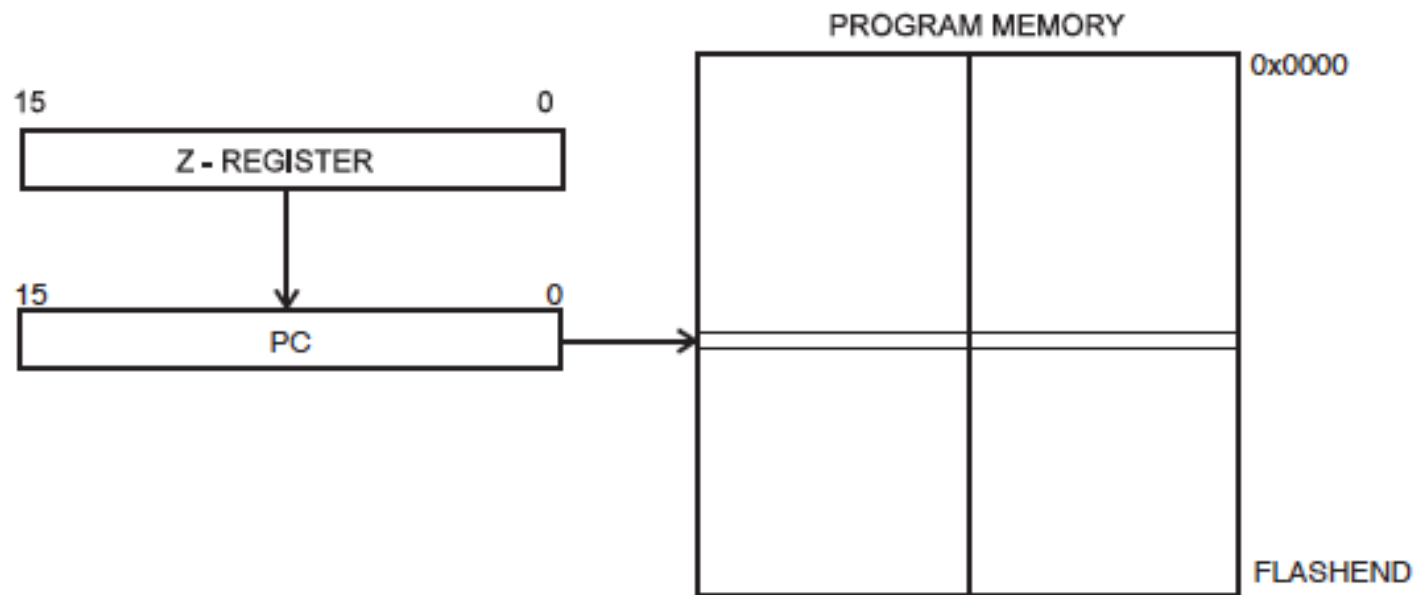 PROGRAM MEMORY
0x0000
15 0
Z - REGISTER
15 0
PC
FLASHEND